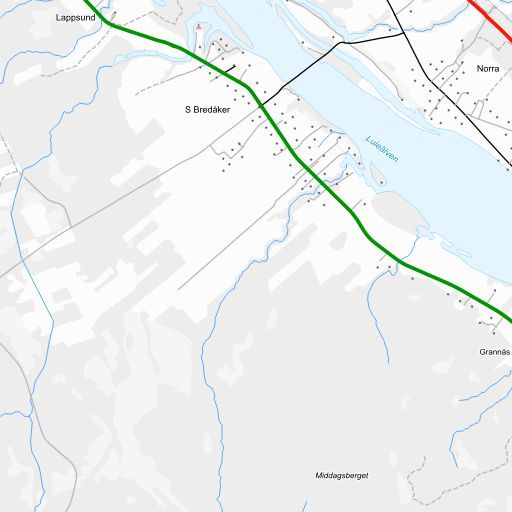 Lappsund
Norra
S Bredåker
Luleälven
Grannäs
Middagsberget